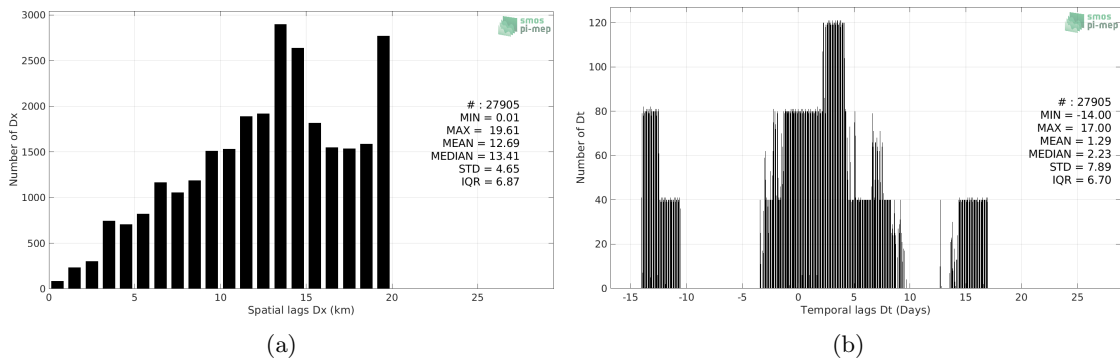 smos
pi-mep
Number of Dx
3000
2500
2000
1500
1000
500
0
# : 27905
MIN = 0.01
MAX = 19.61
MEAN = 12.69
MEDIAN = 13.41
STD = 4.65
IQR = 6.87
0 5 10 15 20 25
Spatial lags Dx (km)
(a)
smos
pi-mep
Number of Dt
120
100
80
60
40
20
0
# : 27905
MIN = -14.00
MAX = 17.00
MEAN = 1.29
MEDIAN = 2.23
STD = 7.89
IQR = 6.70
-15 -10 -5 0 5 10 15 20 25
Temporal lags Dt (Days)
(b)